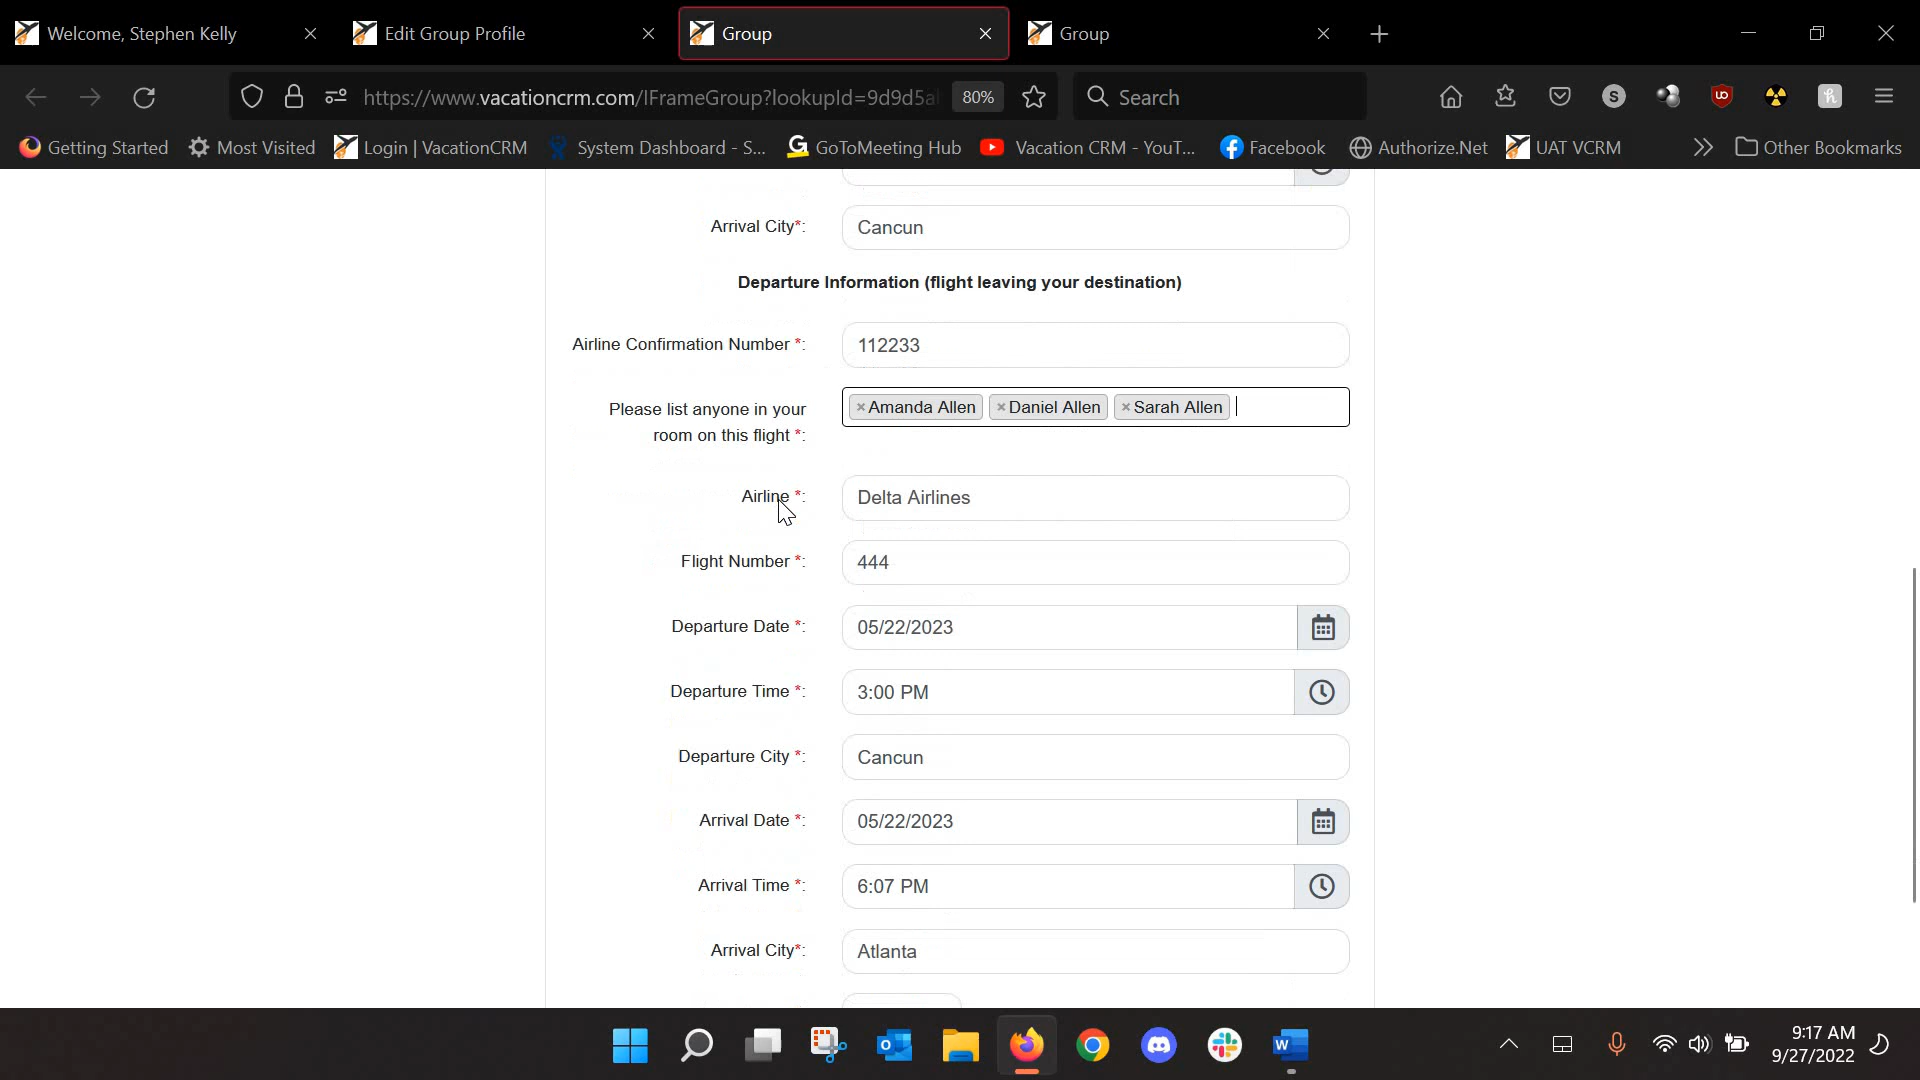 Welcome, Stephen Kelly
Edit Group Profile
Group
Group
https://www.vacationcrm.com/IFrameGroup?lookupId=9d9d5a
80%
Search
S
Getting Started
Most Visited
Login | VacationCRM
System Dashboard - S...
GoToMeeting Hub
Vacation CRM - YouT...
Facebook
Authorize.Net
UAT VCRM
Other Bookmarks
Arrival City*:
Cancun
Departure Information (flight leaving your destination)
Airline Confirmation Number *:
112233
Please list anyone in your
room on this flight *:
×Amanda Allen ×Daniel Allen ×Sarah Allen
Airline *:
Delta Airlines
Flight Number *:
444
Departure Date *:
05/22/2023
Departure Time *:
3:00 PM
Departure City *:
Cancun
Arrival Date *:
05/22/2023
Arrival Time *:
6:07 PM
Arrival City*:
Atlanta
9:17 AM
9/27/2022